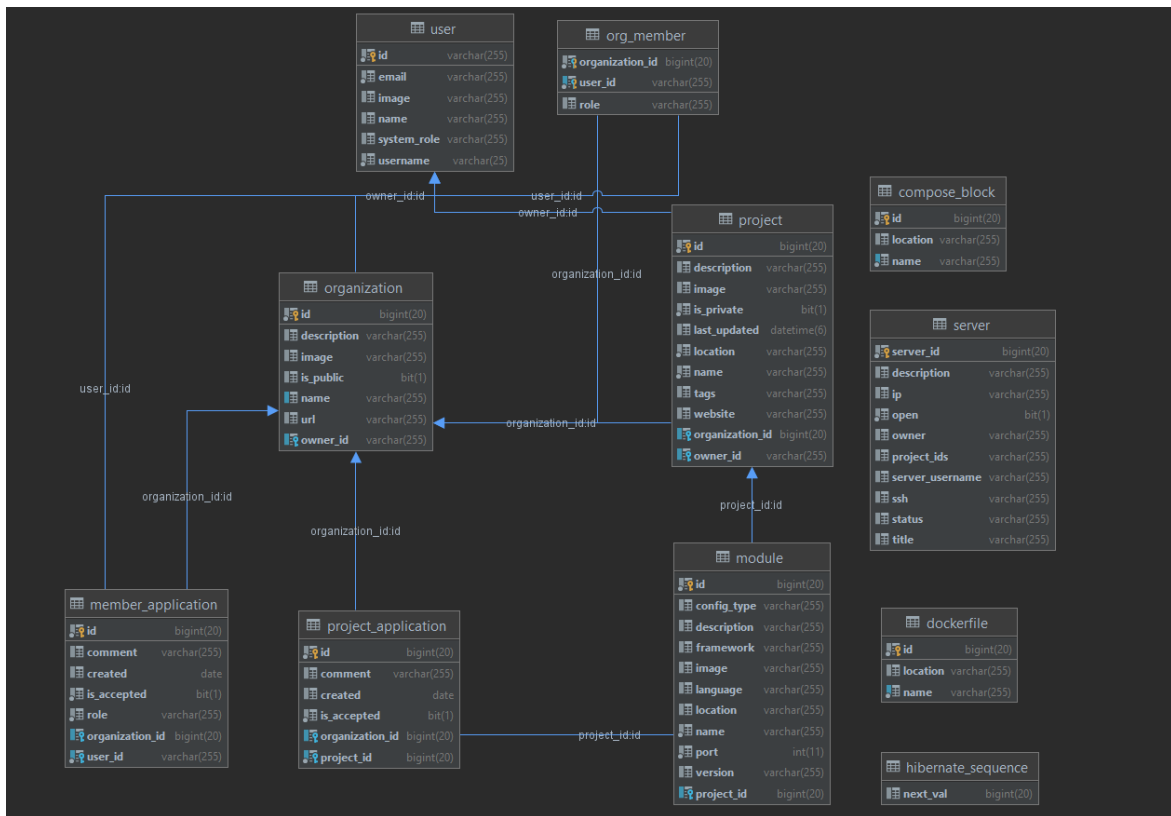 user
id varchar(255)
email varchar(255)
image varchar(255)
name varchar(255)
system_role varchar(255)
username varchar(25)
org_member
organization_id bigint(20)
user_id varchar(255)
role varchar(255)
owner_id:id
user_id:id
owner_id:id
compose_block
id bigint(20)
location varchar(255)
name varchar(255)
project
id bigint(20)
description varchar(255)
image varchar(255)
is_private bit(1)
last_updated datetime(6)
location varchar(255)
name varchar(255)
tags varchar(255)
website varchar(255)
organization_id bigint(20)
owner_id varchar(255)
organization_id:id
organization
id bigint(20)
description varchar(255)
image varchar(255)
is_public bit(1)
name varchar(255)
url varchar(255)
owner_id varchar(255)
server
server_id bigint(20)
description varchar(255)
ip varchar(255)
open bit(1)
owner varchar(255)
project_ids varchar(255)
server_username varchar(255)
ssh varchar(255)
status varchar(255)
title varchar(255)
user_id:id
organization_id:id
organization_id:id
organization_id:id
project_id:id
module
id bigint(20)
config_type varchar(255)
description varchar(255)
framework varchar(255)
image varchar(255)
language varchar(255)
location varchar(255)
name varchar(255)
port int(11)
version varchar(255)
project_id bigint(20)
member_application
id bigint(20)
comment varchar(255)
created date
is_accepted bit(1)
role varchar(255)
organization_id bigint(20)
user_id varchar(255)
project_application
id bigint(20)
comment varchar(255)
created date
is_accepted bit(1)
organization_id bigint(20)
project_id bigint(20)
project_id:id
dockerfile
id bigint(20)
location varchar(255)
name varchar(255)
hibernate_sequence
next_val bigint(20)